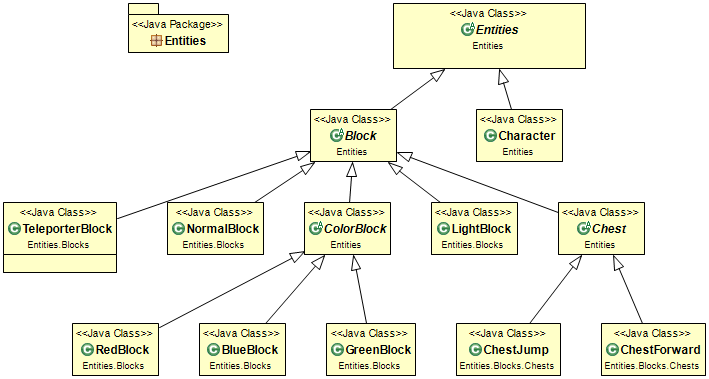 <<Java Package>>
Entities
<<Java Class>>
Entities
Entities
<<Java Class>>
Block
Entities
<<Java Class>>
Character
Entities
<<Java Class>>
TeleporterBlock
Entities.Blocks
<<Java Class>>
NormalBlock
Entities.Blocks
<<Java Class>>
ColorBlock
Entities
<<Java Class>>
LightBlock
Entities.Blocks
<<Java Class>>
Chest
Entities
<<Java Class>>
RedBlock
Entities.Blocks
<<Java Class>>
BlueBlock
Entities.Blocks
<<Java Class>>
GreenBlock
Entities.Blocks
<<Java Class>>
ChestJump
Entities.Blocks.Chests
<<Java Class>>
ChestForward
Entities.Blocks.Chests